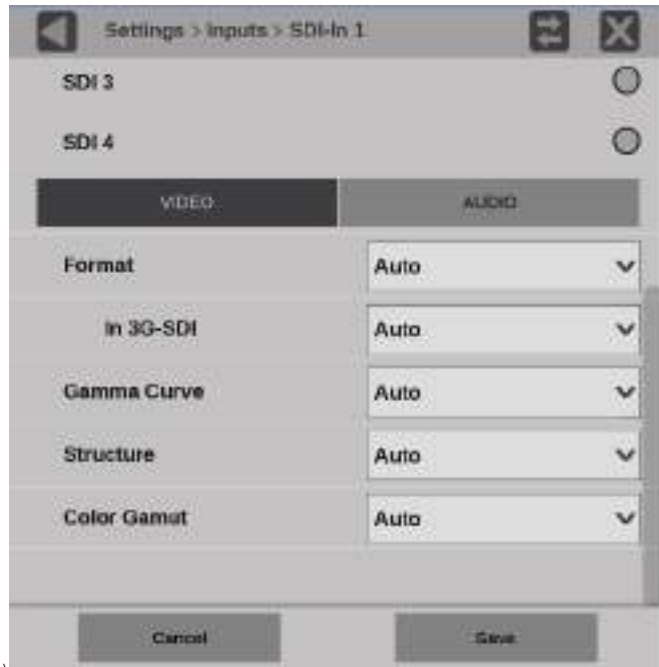 Settings > Inputs > SDI-In 1
SDI 3
SDI 4
VIDEO AUDIO
Format Auto
In 3G-SDI Auto
Gamma Curve Auto
Structure Auto
Color Gamut Auto
Cancel Save